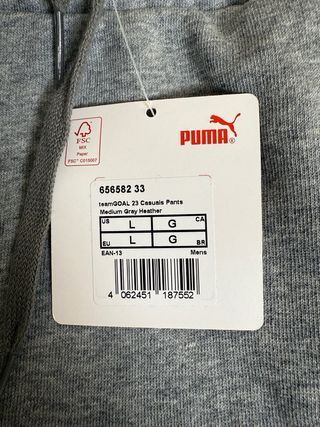 FSC
MIX
Paper
FSC® C015007
PUMA®
656582 33
teamGOAL 23 Casuals Pants
Medium Gray Heather
US L G CA
EU L G BR
EAN-13 Mens
4 062451 187552